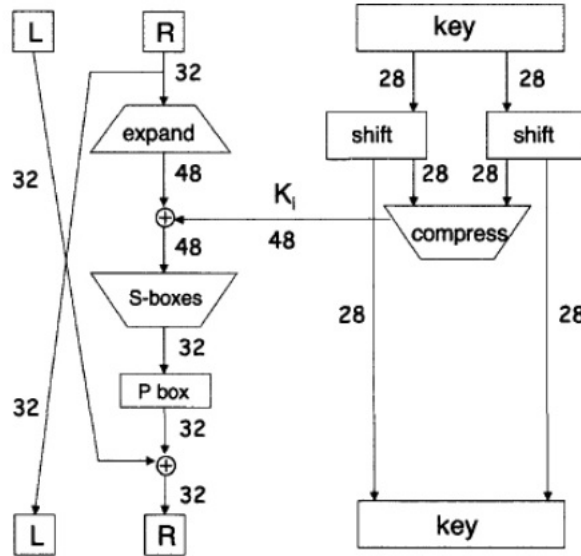 L R key
32 28 28
expand shift shift
32 48 28 28
K_i
48 48 compress
S-boxes
32 28 28
32 P box
32
32
L R key